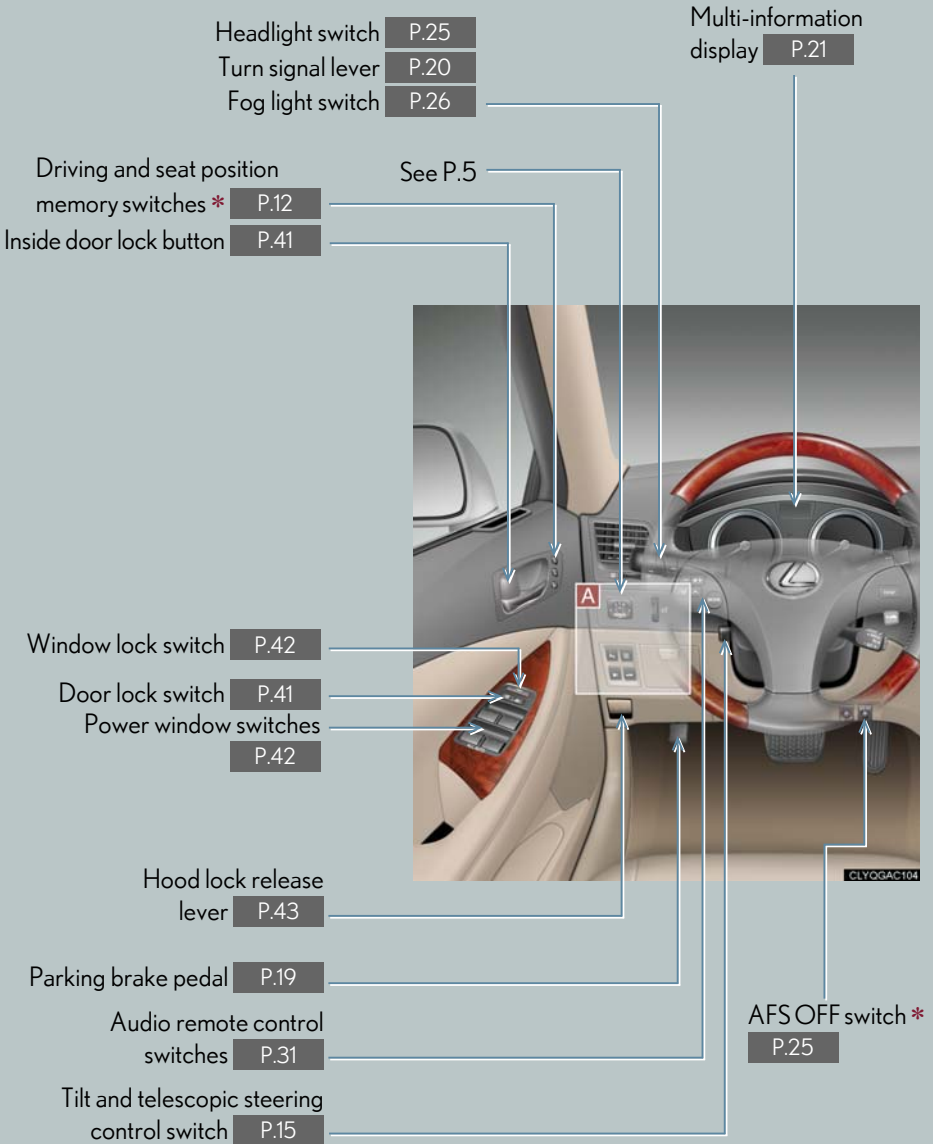 Headlight switch P.25
Turn signal lever P.20
Fog light switch P.26
Multi-information
display P.21
Driving and seat position
memory switches * P.12
Inside door lock button P.41
See P.5
A
Window lock switch P.42
Door lock switch P.41
Power window switches
P.42
CLYQGAC104
Hood lock release
lever P.43
Parking brake pedal P.19
Audio remote control
switches P.31
Tilt and telescopic steering
control switch P.15
AFS OFF switch *
P.25